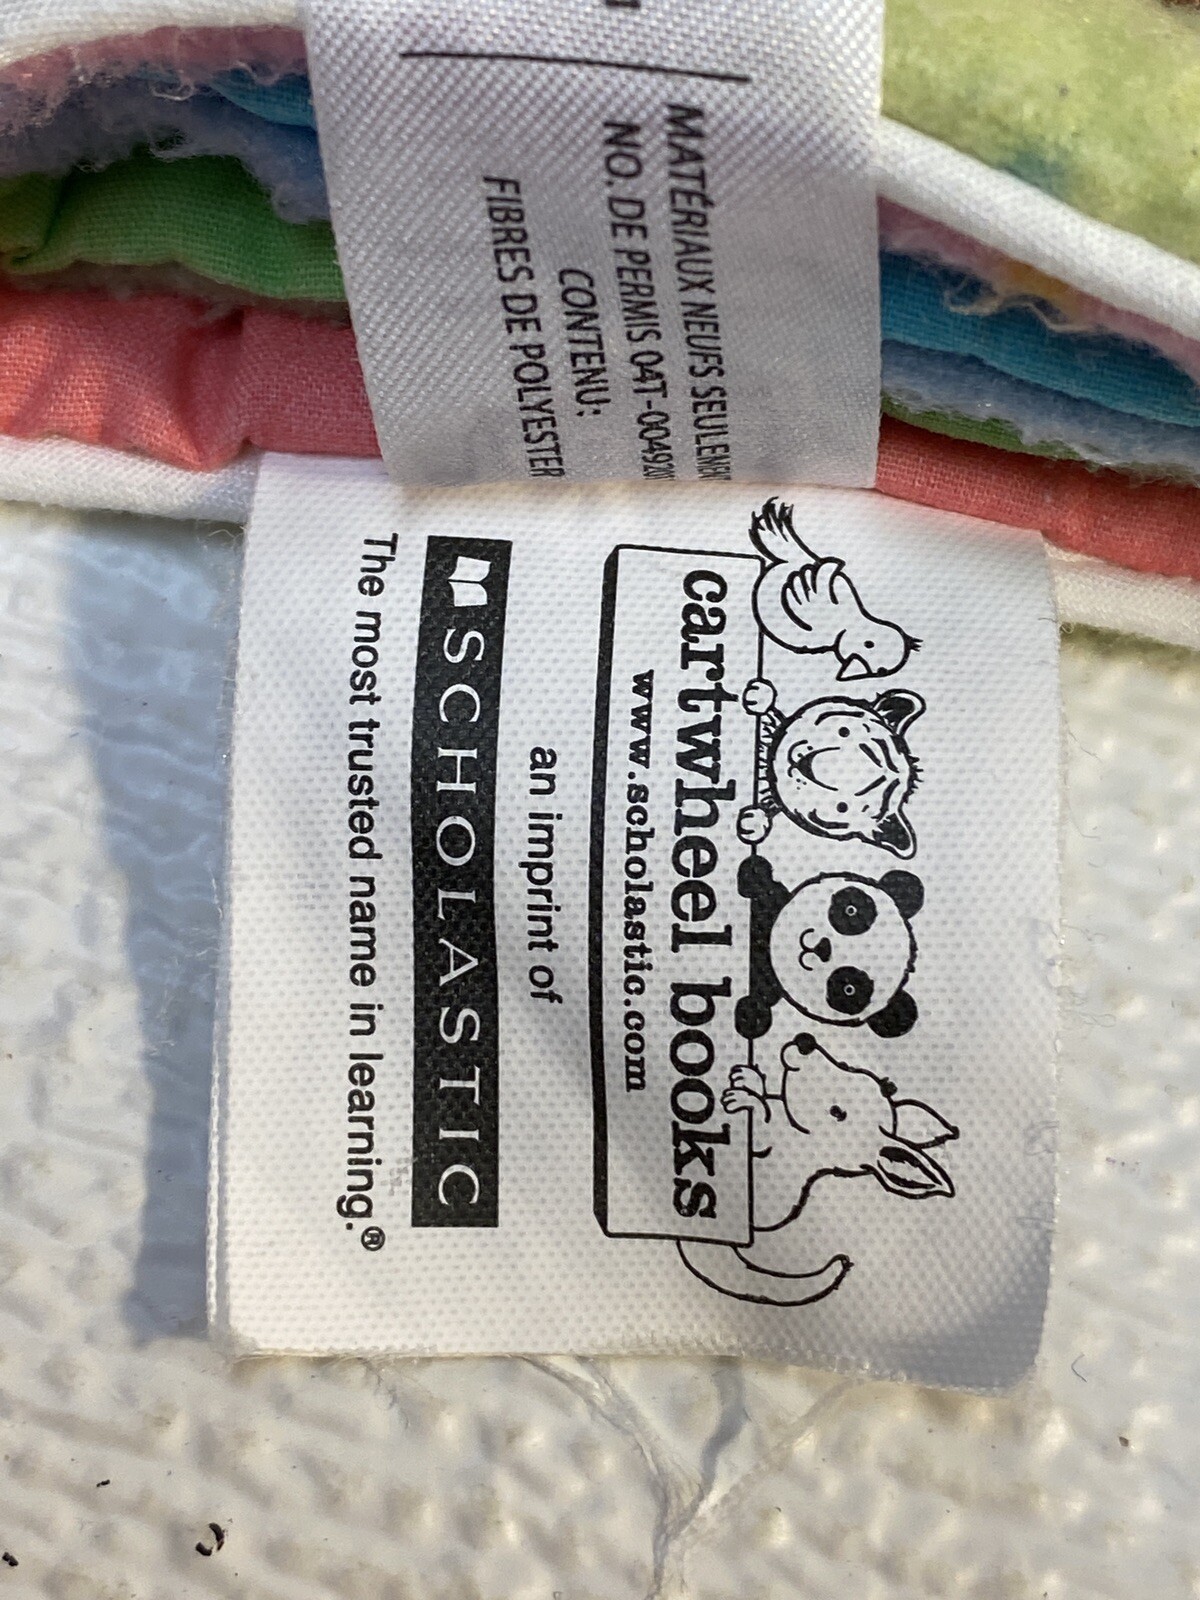 MATÉRIAUX NEUFS
NO. DE PERMIS
CONTENU:
FIBRES DE POLYESTER
cartwheel books
www.scholastic.com
an imprint of
SCHOLASTIC
The most trusted name in learning.®